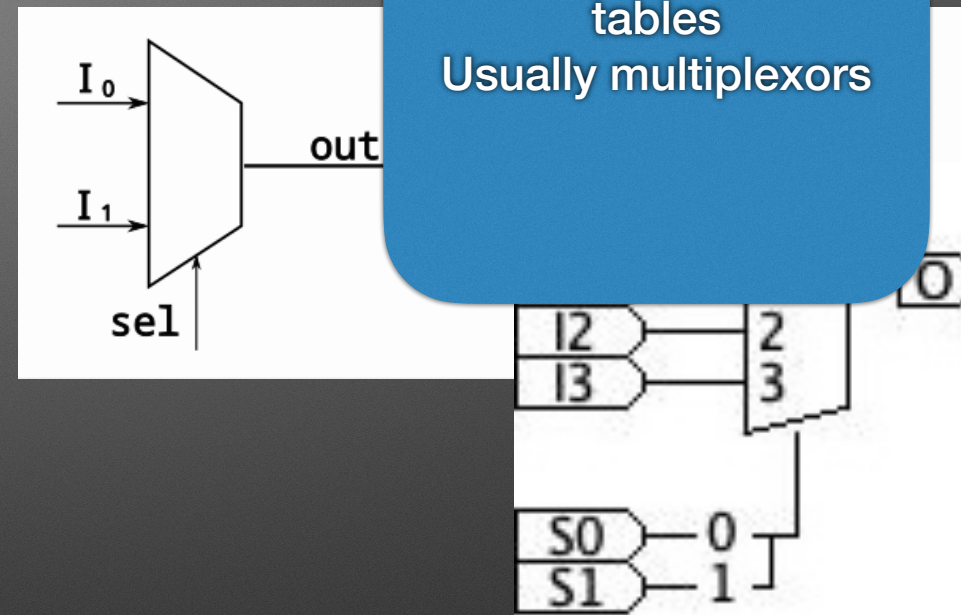 tables
Usually multiplexors
I0
out
I1
sel
O
I2 2
I3 3
S0 0
S1 1